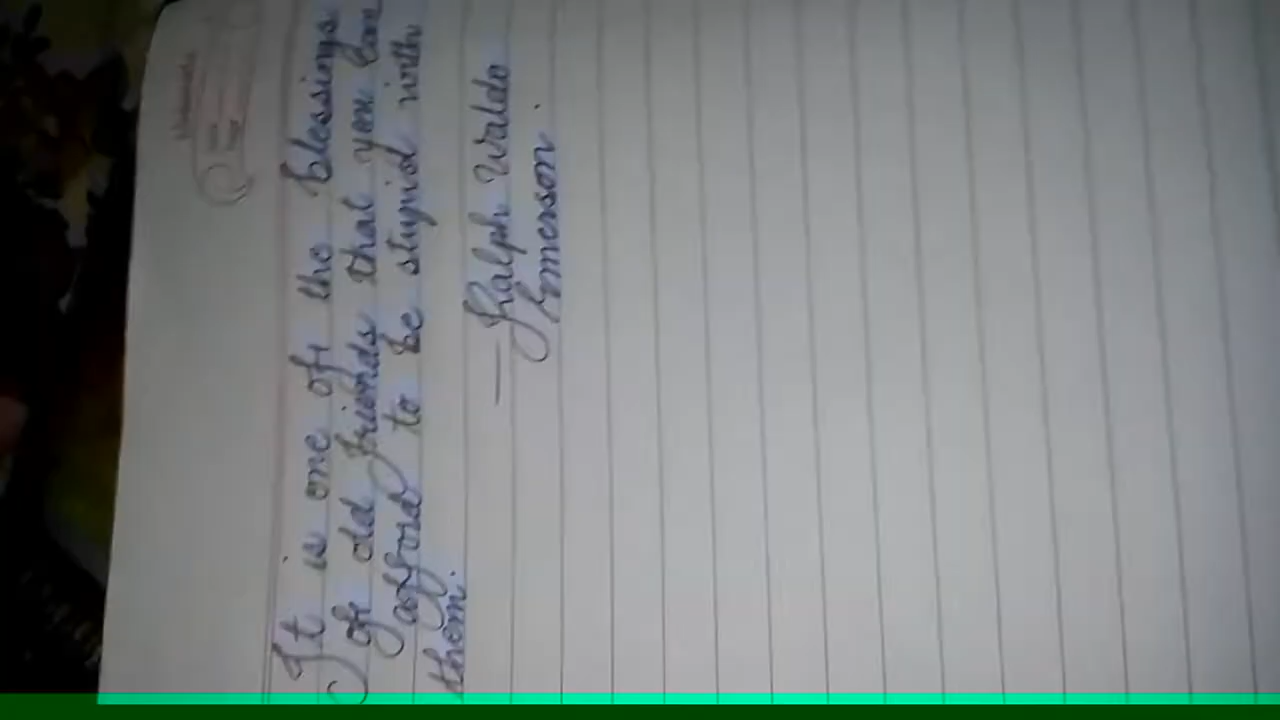 It is one of the blessings
of old friends that you can
afford to be stupid with
them.
— Ralph Waldo
Emerson.